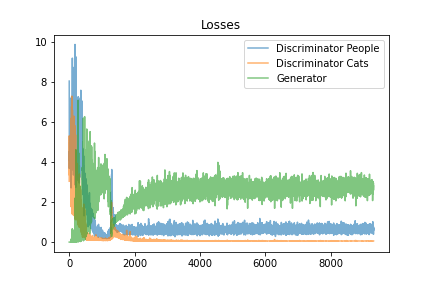 Losses
10
8
6
4
2
0
Discriminator People
Discriminator Cats
Generator
0
2000
4000
6000
8000